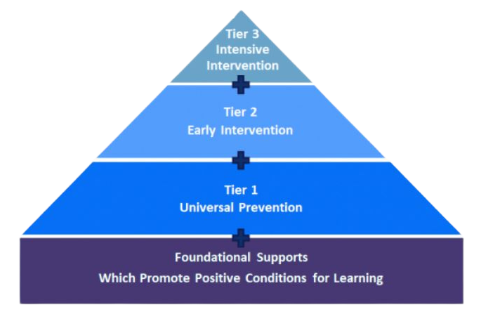 Tier 3
Intensive
Intervention
Tier 2
Early Intervention
Tier 1
Universal Prevention
Foundational Supports
Which Promote Positive Conditions for Learning